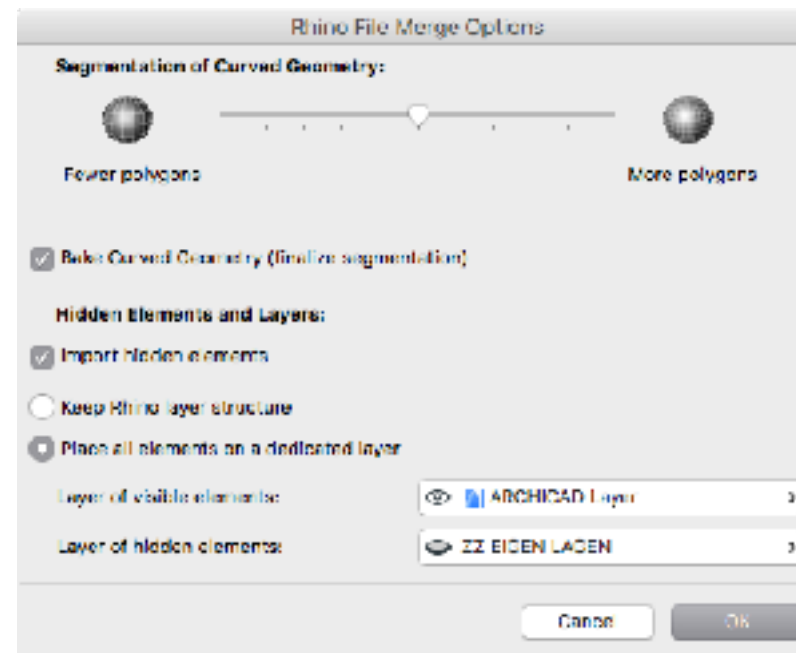 Rhino File Merge Options
Segmentation of Curved Geometry:
Fewer polygons
More polygons
Bake Curved Geometry (finalize segmentation)
Hidden Elements and Layers:
Import hidden elements
Keep Rhino layer structure
Place all elements on a dedicated layer
Layer of visible elements: ARCHICAD Layer
Layer of hidden elements: ZZ EIGEN LAGEN
Cancel OK